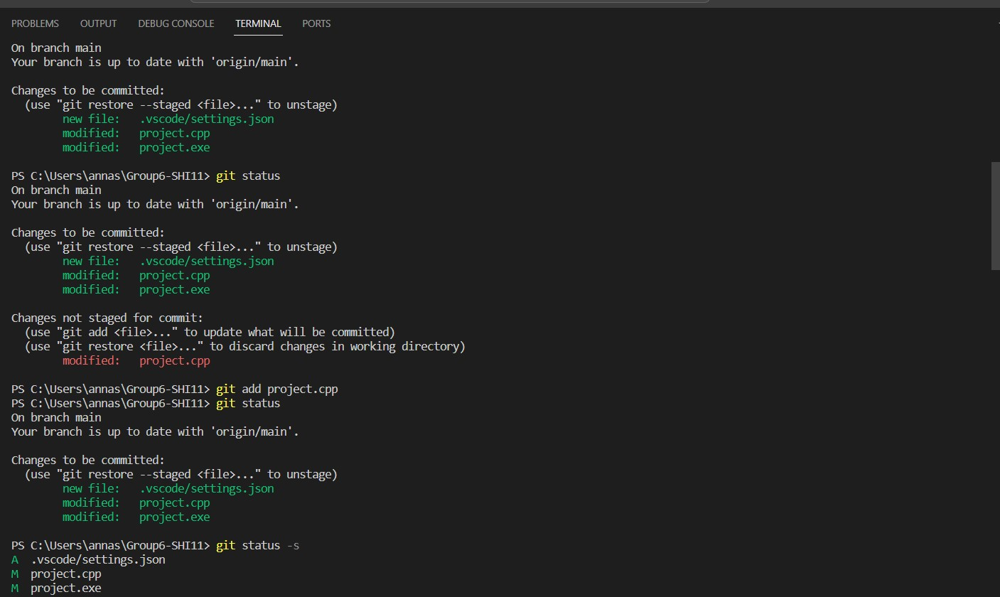 PROBLEMS OUTPUT DEBUG CONSOLE TERMINAL PORTS
On branch main
Your branch is up to date with 'origin/main'.
Changes to be committed:
(use "git restore --staged <file>..." to unstage)
new file: .vscode/settings.json
modified: project.cpp
modified: project.exe
PS C:\Users\annas\Group6-SHI11> git status
On branch main
Your branch is up to date with 'origin/main'.
Changes to be committed:
(use "git restore --staged <file>..." to unstage)
new file: .vscode/settings.json
modified: project.cpp
modified: project.exe
Changes not staged for commit:
(use "git add <file>..." to update what will be committed)
(use "git restore <file>..." to discard changes in working directory)
modified: project.cpp
PS C:\Users\annas\Group6-SHI11> git add project.cpp
PS C:\Users\annas\Group6-SHI11> git status
On branch main
Your branch is up to date with 'origin/main'.
Changes to be committed:
(use "git restore --staged <file>..." to unstage)
new file: .vscode/settings.json
modified: project.cpp
modified: project.exe
PS C:\Users\annas\Group6-SHI11> git status -s
A .vscode/settings.json
M project.cpp
M project.exe